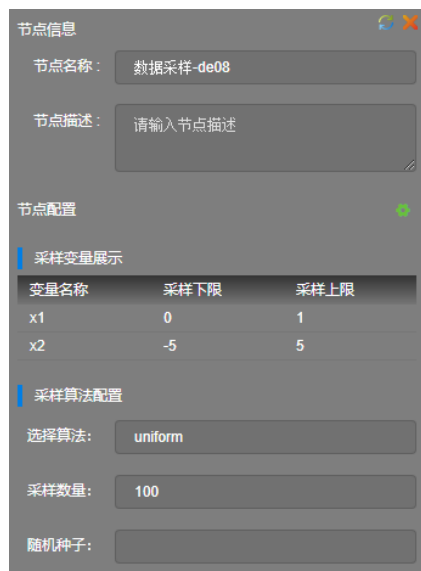 节点信息
节点名称: 数据采样-de08
节点描述: 请输入节点描述
节点配置
采样变量展示
变量名称 采样下限 采样上限
x1 0 1
x2 -5 5
采样算法配置
选择算法: uniform
采样数量: 100
随机种子: